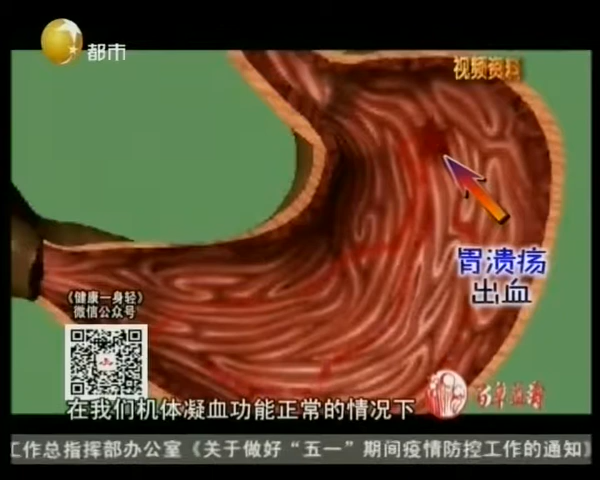 都市
视频资料
胃溃疡
出血
《健康一身轻》
微信公众号
在我们机体凝血功能正常的情况下
工作总指挥部办公室《关于做好“五一”期间疫情防控工作的通知》